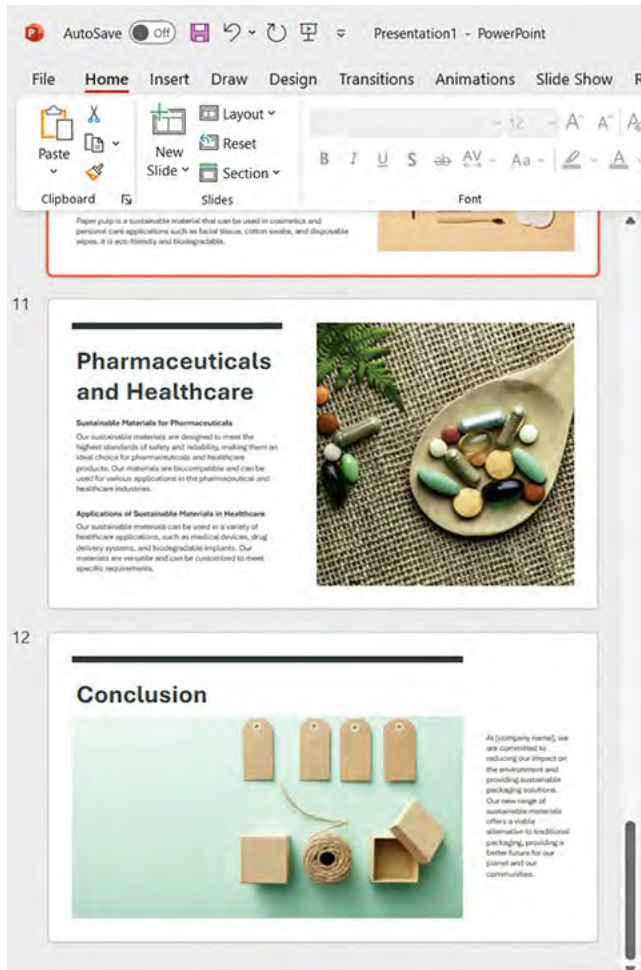 AutoSave Off Presentation1 - PowerPoint
File Home Insert Draw Design Transitions Animations Slide Show R
Paste
New Slide
Layout
Reset
Section
12
B I U S ab AV Aa A
Clipboard Slides Font
Paper pulp is a sustainable material that can be used in cosmetics and
personal care applications such as facial tissue, cotton swabs, and disposable
wipes. It is eco-friendly and biodegradable.
11
Pharmaceuticals
and Healthcare
Sustainable Materials for Pharmaceuticals
Our sustainable materials are designed to meet the
highest standards of safety and reliability, making them an
ideal choice for pharmaceuticals and healthcare
products. Our materials are biocompatible and can be
used for various applications in the pharmaceutical and
healthcare industries.
Applications of Sustainable Materials in Healthcare
Our sustainable materials can be used in a variety of
healthcare applications, such as medical devices, drug
delivery systems, and biodegradable implants. Our
materials are versatile and can be customized to meet
specific requirements.
12
Conclusion
At [company name], we
are committed to
reducing our impact on
the environment and
providing sustainable
packaging solutions.
Our new range of
sustainable materials
offers a viable
alternative to traditional
packaging, providing a
better future for our
planet and our
communities.